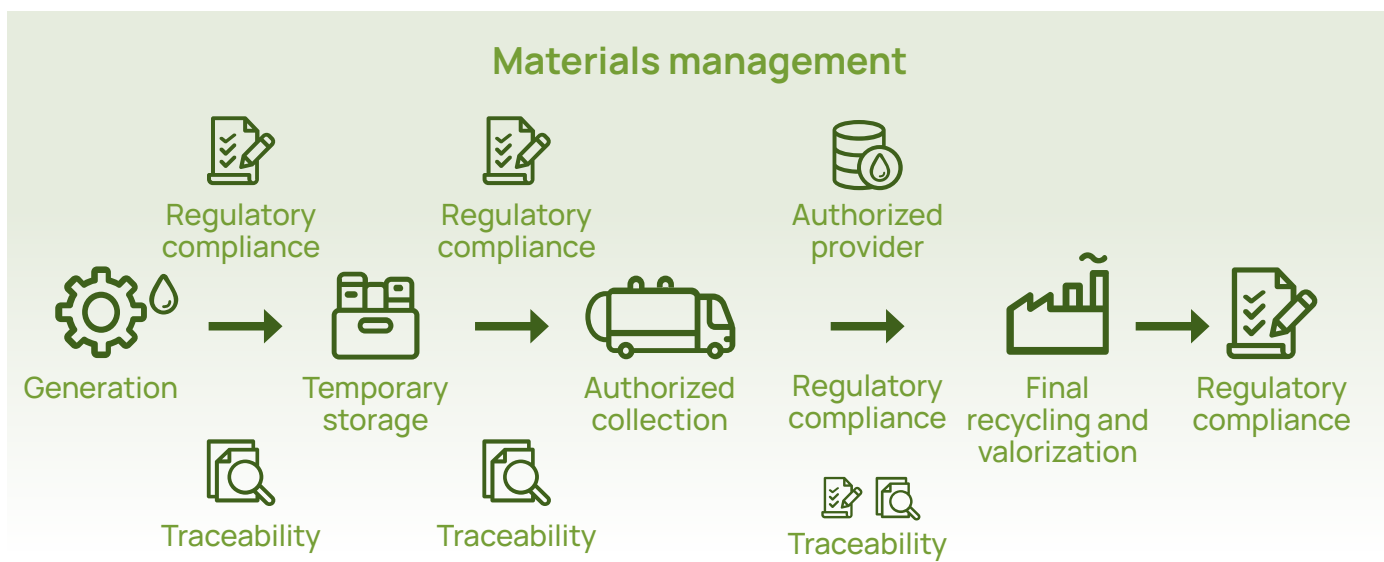 Materials management
Regulatory
compliance
Regulatory
compliance
Authorized
provider
Generation
Temporary
storage
Authorized
collection
Regulatory
compliance
Final
recycling and
valorization
Regulatory
compliance
Traceability
Traceability
Traceability